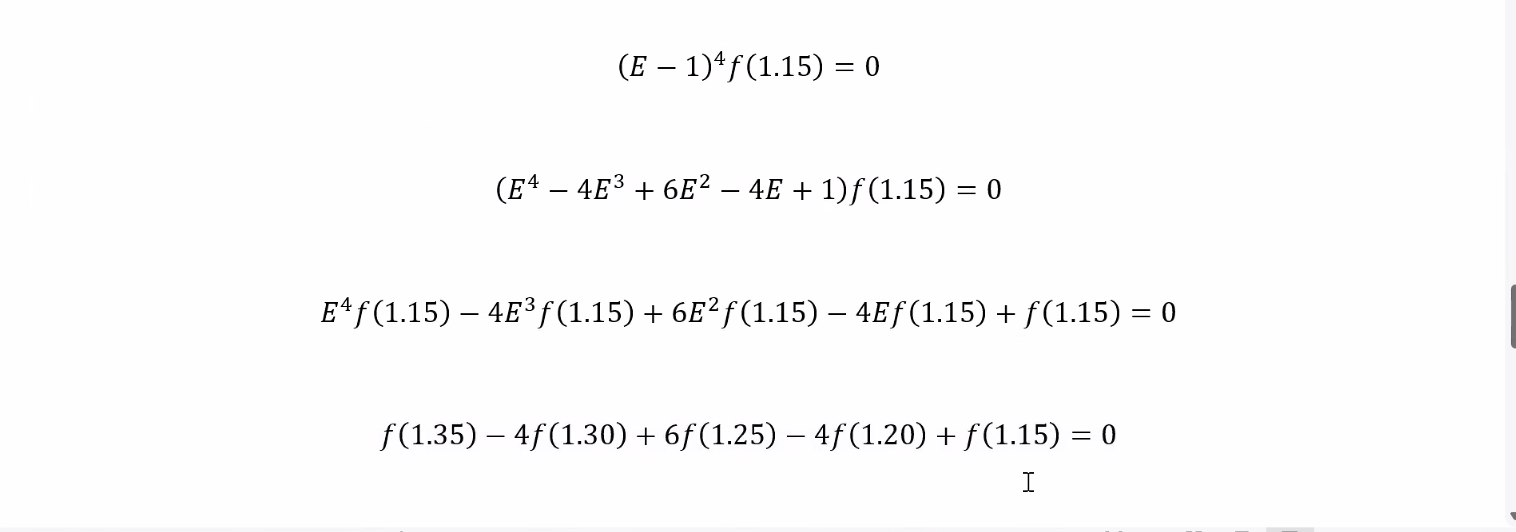 (E − 1)⁴f(1.15) = 0
(E⁴ − 4E³ + 6E² − 4E + 1)f(1.15) = 0
E⁴f(1.15) − 4E³f(1.15) + 6E²f(1.15) − 4Ef(1.15) + f(1.15) = 0
f(1.35) − 4f(1.30) + 6f(1.25) − 4f(1.20) + f(1.15) = 0